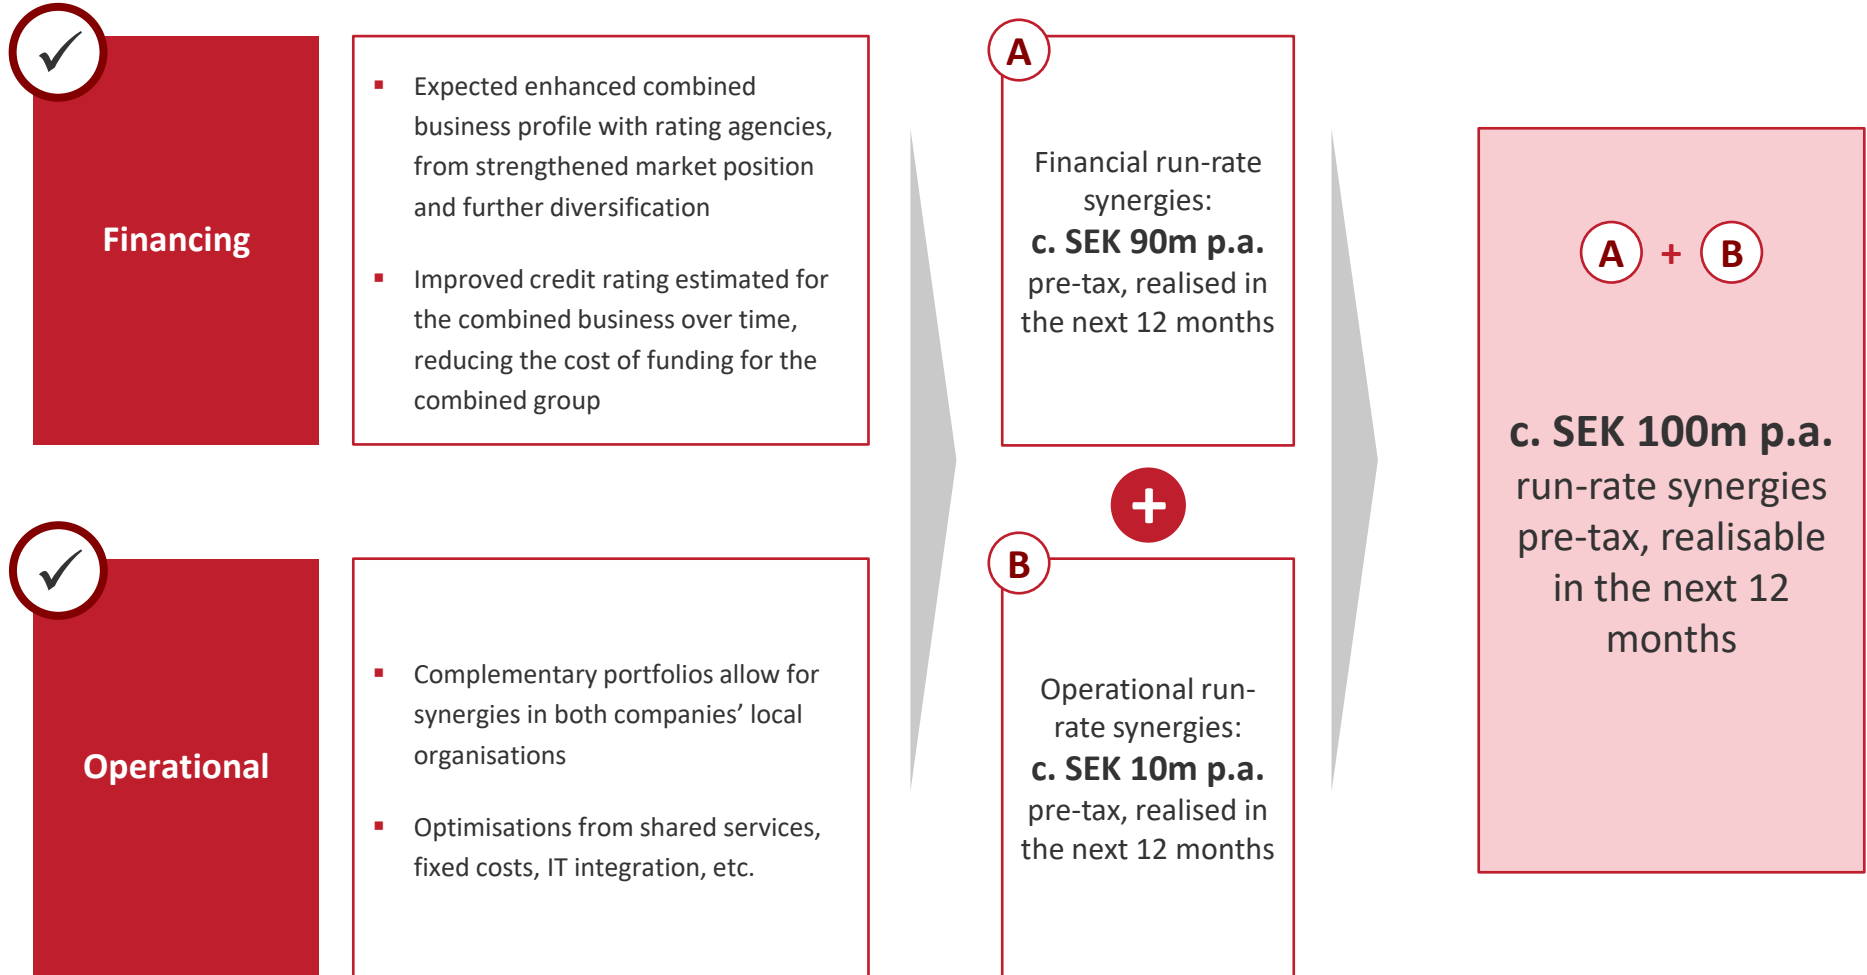 Financing
▪ Expected enhanced combined
business profile with rating agencies,
from strengthened market position
and further diversification
▪ Improved credit rating estimated for
the combined business over time,
reducing the cost of funding for the
combined group
A
Financial run-rate
synergies:
c. SEK 90m p.a.
pre-tax, realised in
the next 12 months
+
Operational
▪ Complementary portfolios allow for
synergies in both companies’ local
organisations
▪ Optimisations from shared services,
fixed costs, IT integration, etc.
B
Operational run-
rate synergies:
c. SEK 10m p.a.
pre-tax, realised in
the next 12 months
A + B
c. SEK 100m p.a.
run-rate synergies
pre-tax, realisable
in the next 12
months